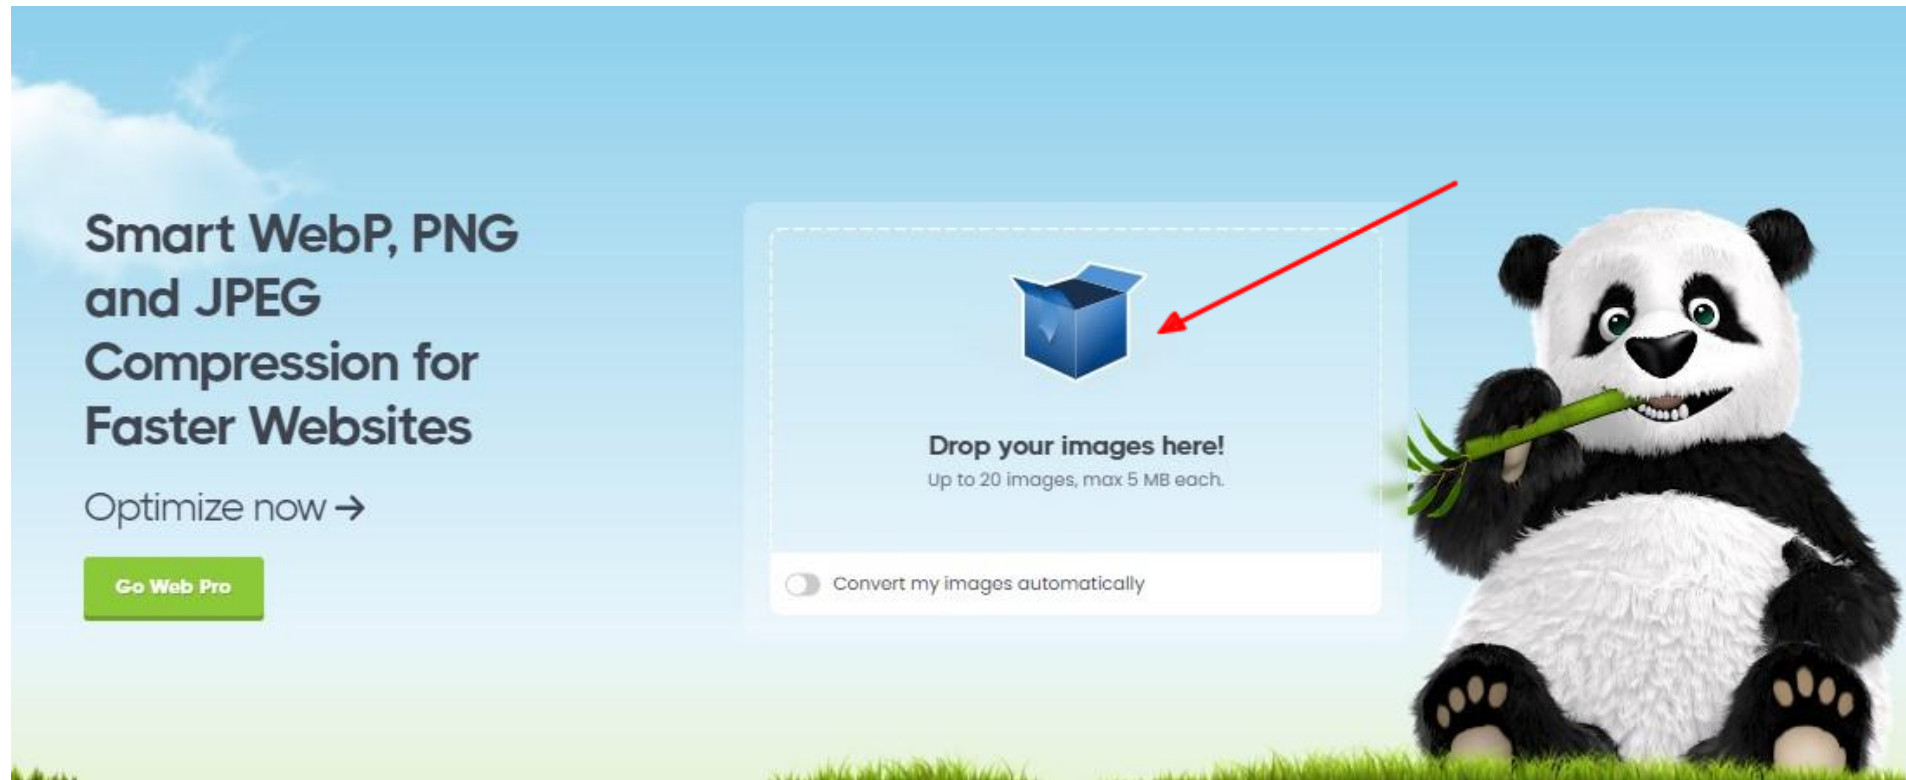 Smart WebP, PNG
and JPEG
Compression for
Faster Websites
Optimize now →
Go Web Pro
Drop your images here!
Up to 20 images, max 5 MB each.
Convert my images automatically